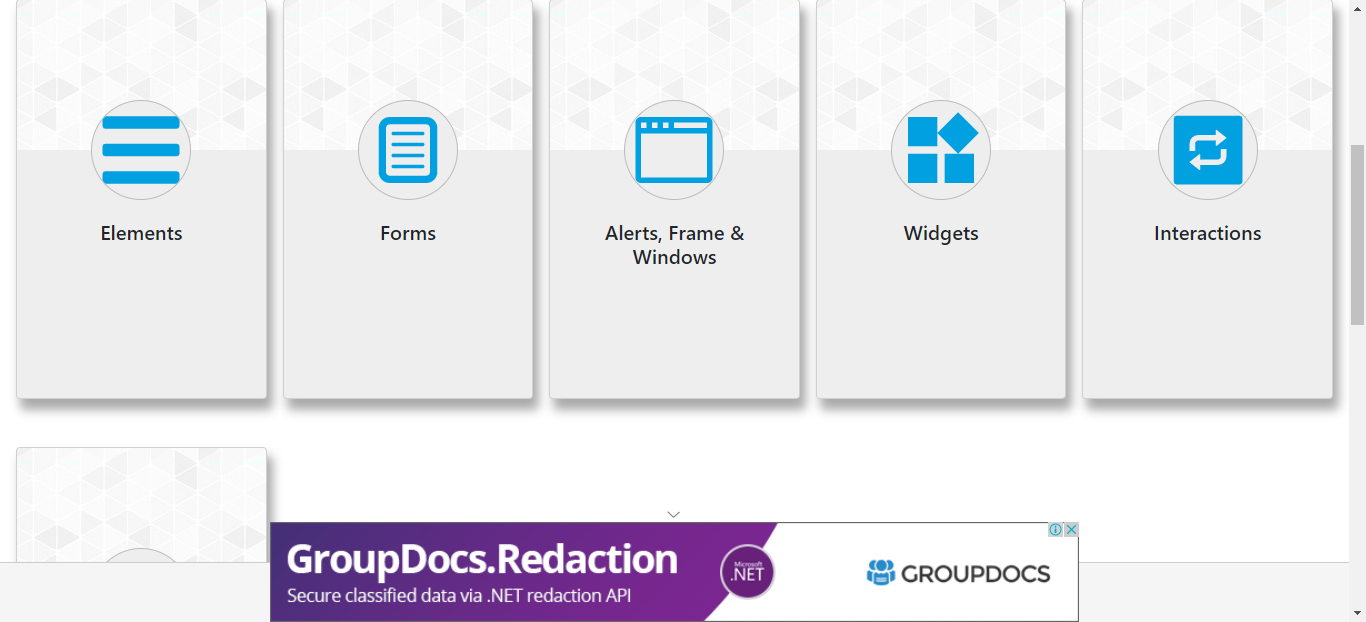 Elements
Forms
Alerts, Frame &
Windows
Widgets
Interactions
GroupDocs.Redaction
Secure classified data via .NET redaction API
Microsoft
.NET
GROUPDOCS